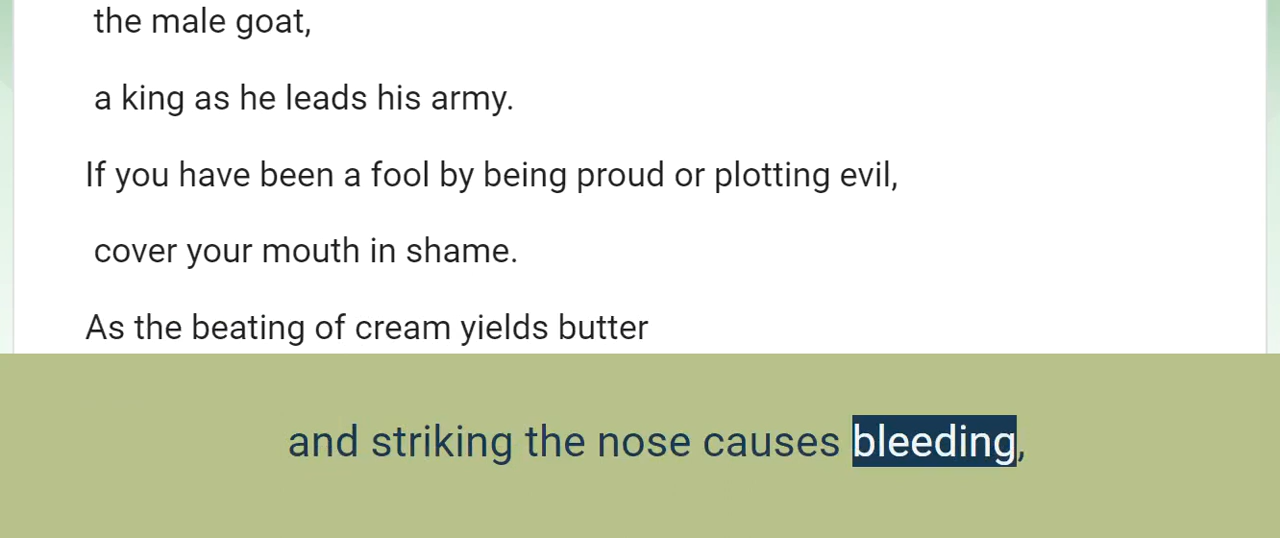 the male goat,
a king as he leads his army.
If you have been a fool by being proud or plotting evil,
cover your mouth in shame.
As the beating of cream yields butter
and striking the nose causes bleeding,